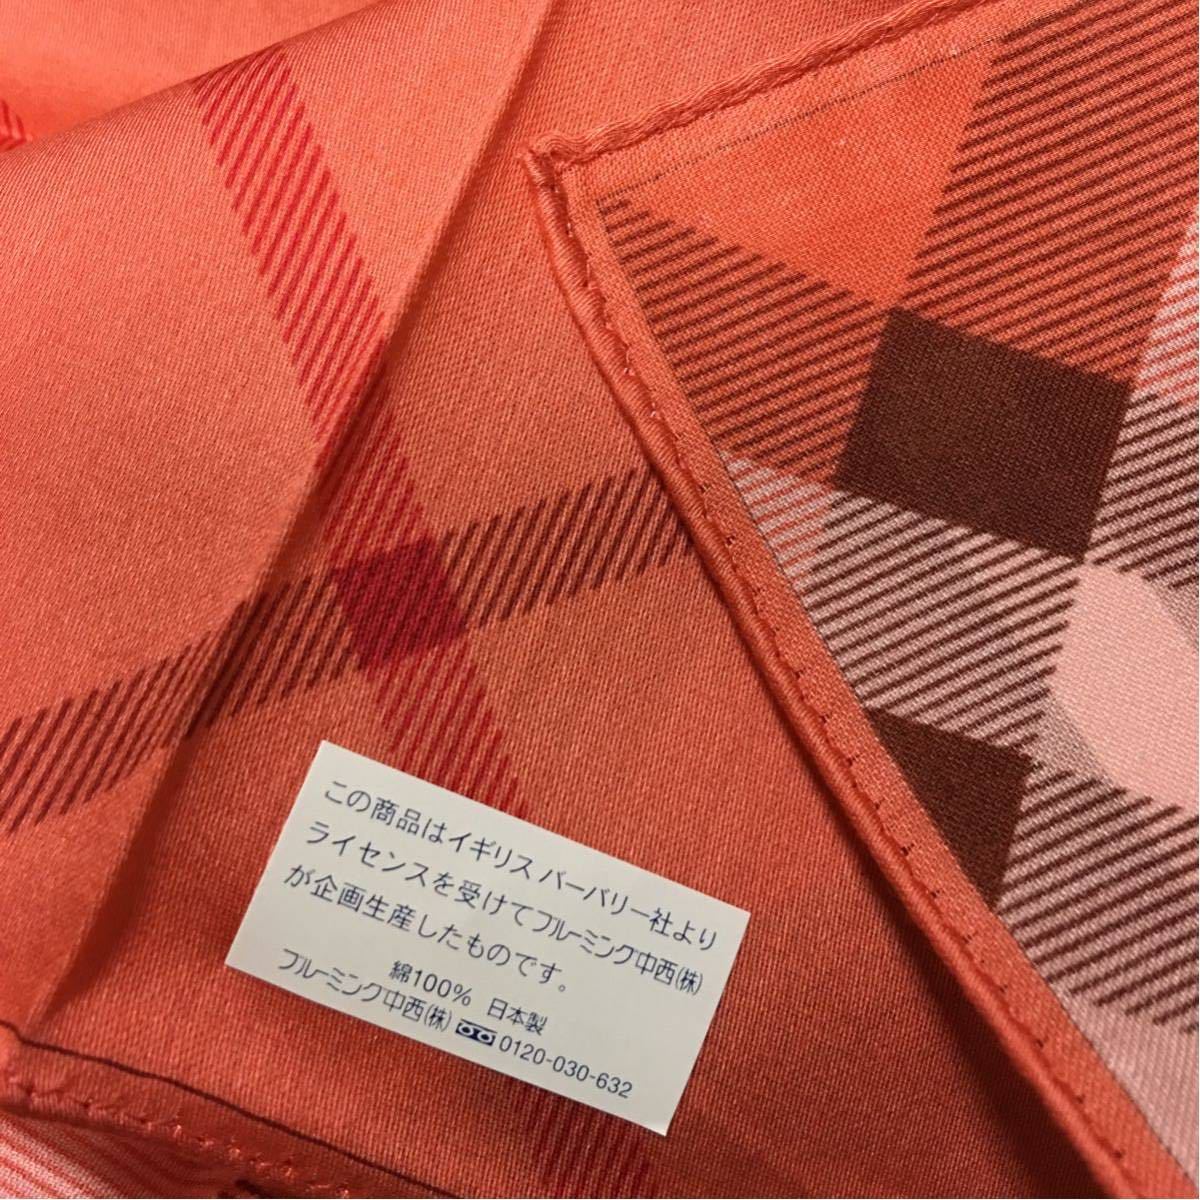 この商品はイギリス バーバリー社より
ライセンスを受けてブルーミング中西㈱
が企画生産したものです。
綿100% 日本製
ブルーミング中西㈱ 0120-030-632